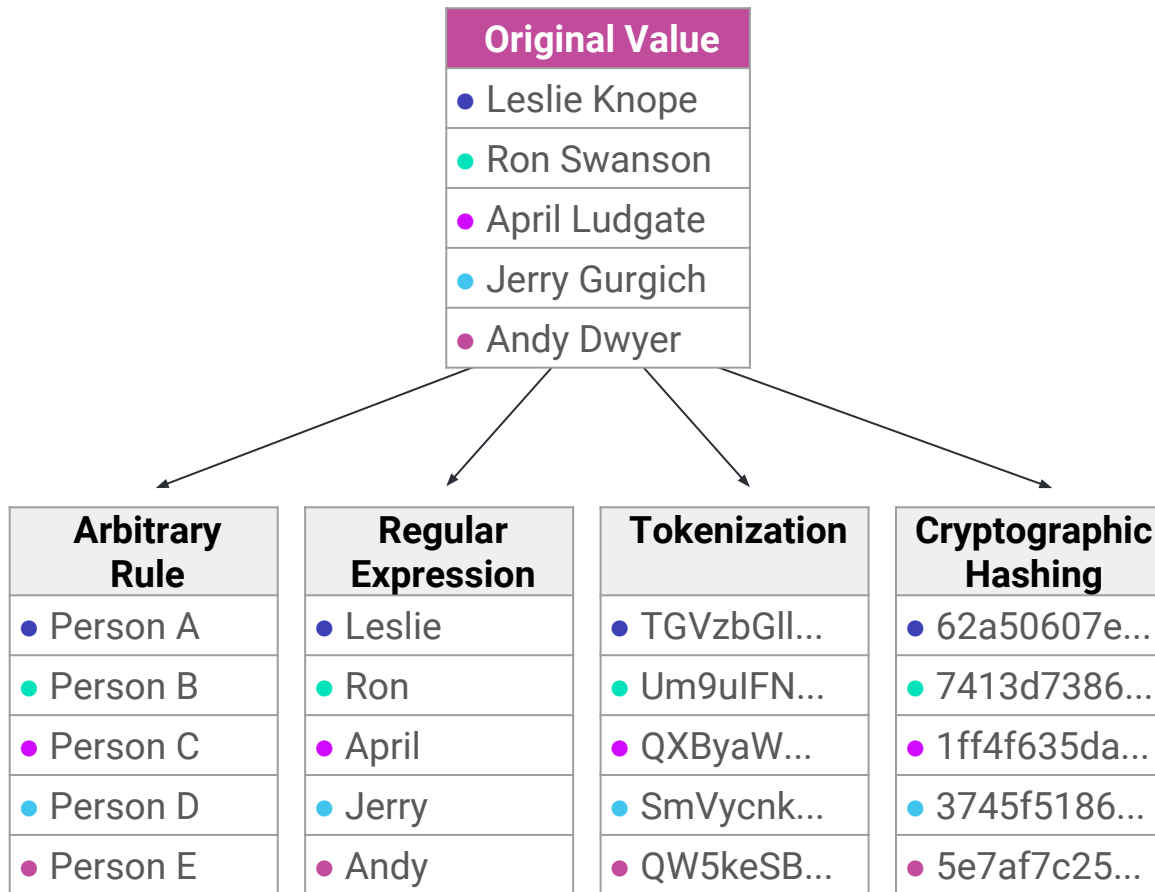 Original Value
Leslie Knope
Ron Swanson
April Ludgate
Jerry Gurgich
Andy Dwyer
Arbitrary
Rule
Person A
Person B
Person C
Person D
Person E
Regular
Expression
Leslie
Ron
April
Jerry
Andy
Tokenization
TGVzbGll...
Um9uIFN...
QXByaW...
SmVycnk...
QW5keSB...
Cryptographic
Hashing
62a50607e...
7413d7386...
1ff4f635da...
3745f5186...
5e7af7c25...